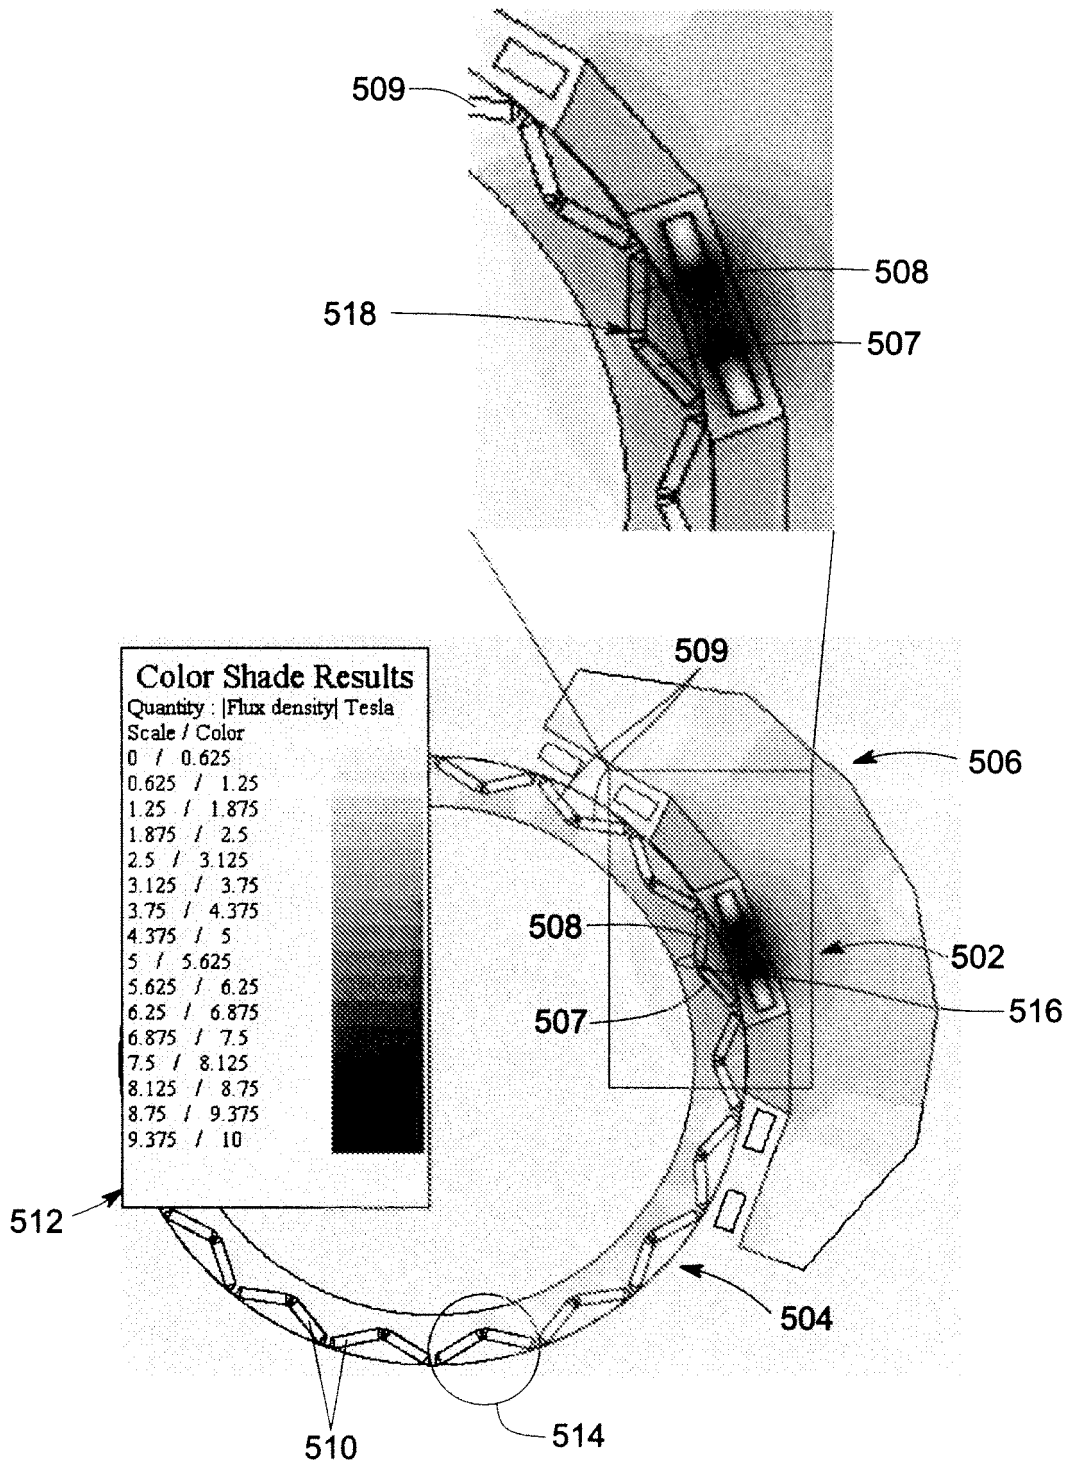 509
508
518
507
509
Color Shade Results
Quantity : |Flux density| Tesla
Scale / Color
0 / 0.625
0.625 / 1.25
1.25 / 1.875
1.875 / 2.5
2.5 / 3.125
3.125 / 3.75
3.75 / 4.375
4.375 / 5
5 / 5.625
5.625 / 6.25
6.25 / 6.875
6.875 / 7.5
7.5 / 8.125
8.125 / 8.75
8.75 / 9.375
9.375 / 10
506
508
502
507
516
512
504
510
514